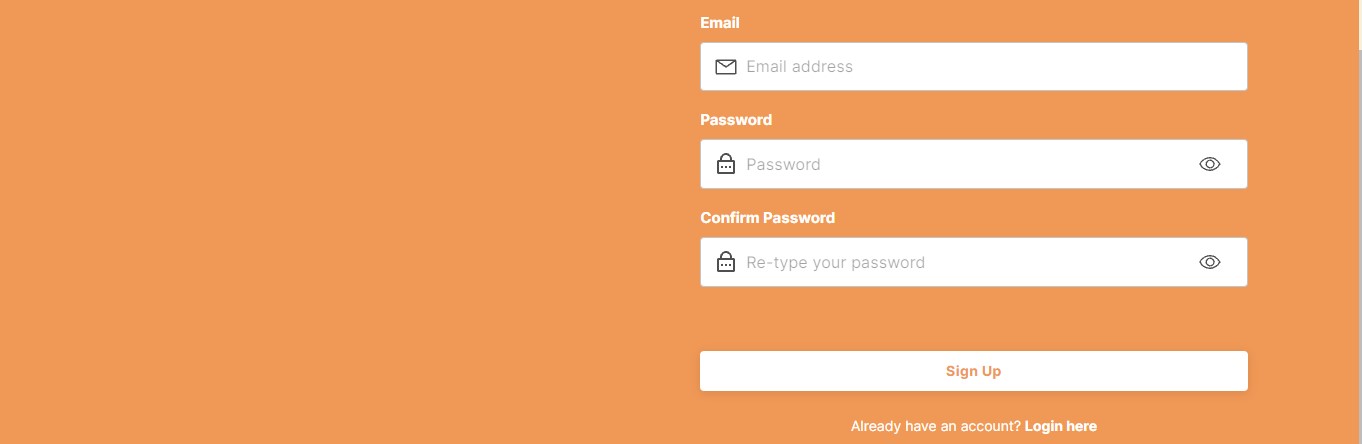 Email
Email address
Password
Password
Confirm Password
Re-type your password
Sign Up
Already have an account? Login here